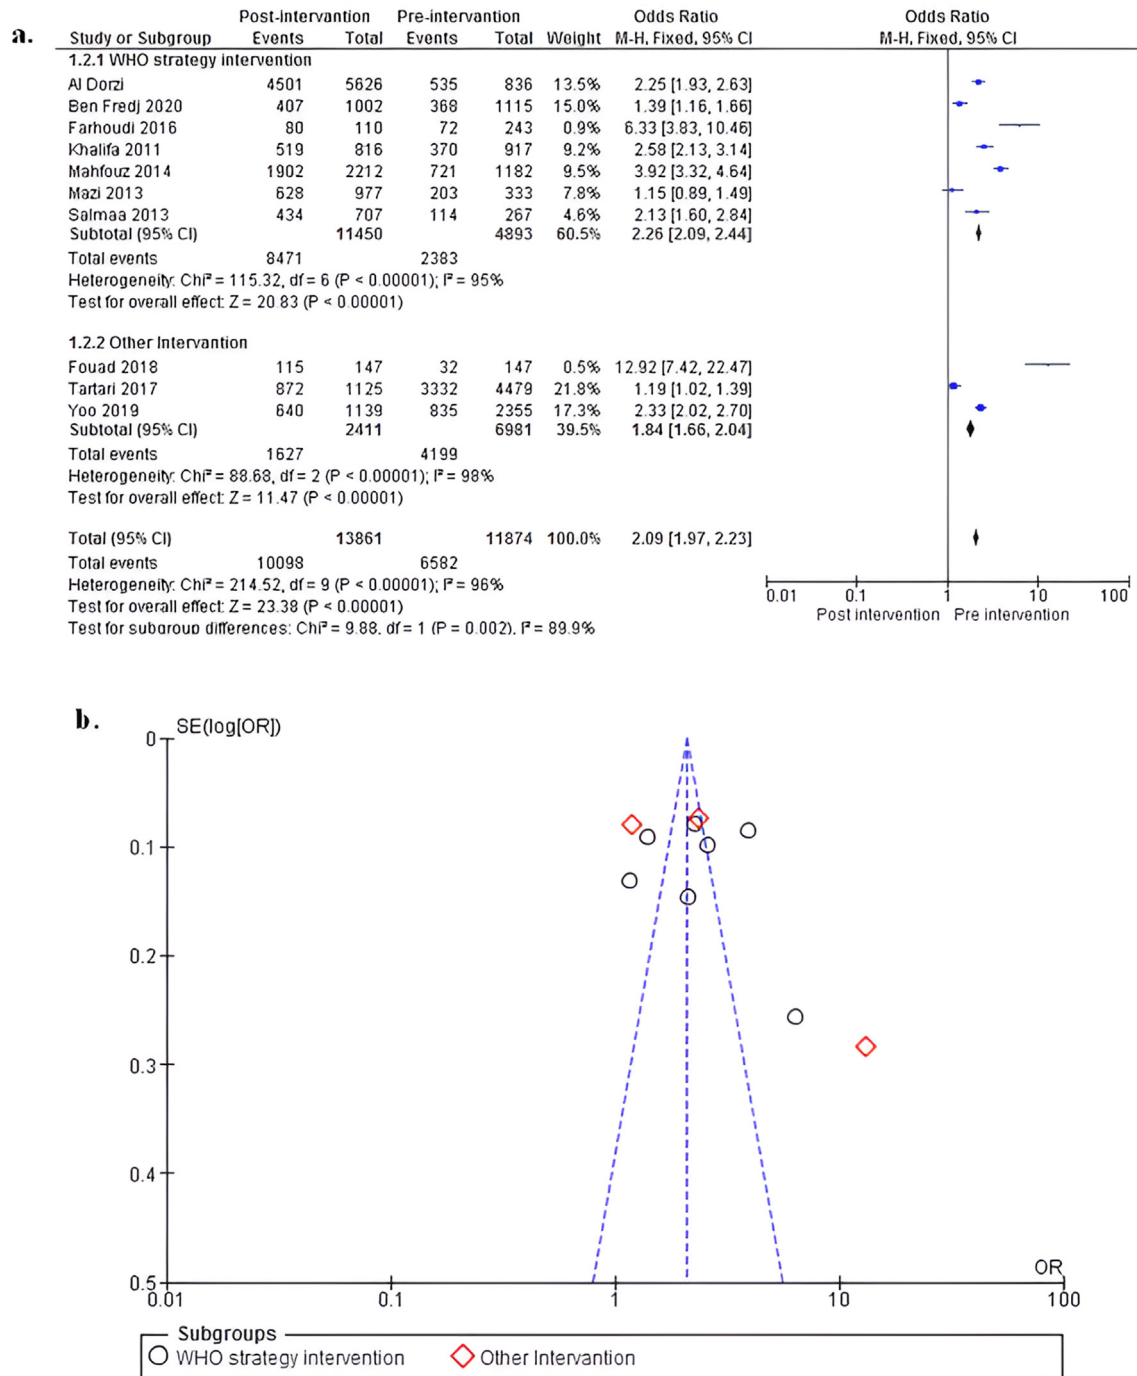 a.
Post-intervention Pre-intervention Odds Ratio Odds Ratio
Study or Subgroup Events Total Events Total Weight M-H, Fixed, 95% CI M-H, Fixed, 95% CI
1.2.1 WHO strategy intervention
Al Dorzi 4501 5626 535 836 13.5% 2.25 [1.93, 2.63]
Ben Fredj 2020 407 1002 368 1115 15.0% 1.39 [1.16, 1.66]
Farhoudi 2016 80 110 72 243 0.9% 6.33 [3.83, 10.46]
Khalifa 2011 519 816 370 917 9.2% 2.58 [2.13, 3.14]
Mahfouz 2014 1902 2212 721 1182 9.5% 3.92 [3.32, 4.64]
Mazi 2013 628 977 203 333 7.8% 1.15 [0.89, 1.49]
Salmaa 2013 434 707 114 267 4.6% 2.13 [1.60, 2.84]
Subtotal (95% CI) 11450 4893 60.5% 2.26 [2.09, 2.44]
Total events 8471 2383
Heterogeneity: Chi² = 115.32, df = 6 (P < 0.00001); I² = 95%
Test for overall effect: Z = 20.83 (P < 0.00001)
1.2.2 Other Intervantion
Fouad 2018 115 147 32 147 0.5% 12.92 [7.42, 22.47]
Tartari 2017 872 1125 3332 4479 21.8% 1.19 [1.02, 1.39]
Yoo 2019 640 1139 835 2355 17.3% 2.33 [2.02, 2.70]
Subtotal (95% CI) 2411 6981 39.5% 1.84 [1.66, 2.04]
Total events 1627 4199
Heterogeneity: Chi² = 88.68, df = 2 (P < 0.00001); I² = 98%
Test for overall effect: Z = 11.47 (P < 0.00001)
Total (95% CI) 13861 11874 100.0% 2.09 [1.97, 2.23]
Total events 10098 6582
Heterogeneity: Chi² = 214.52, df = 9 (P < 0.00001); I² = 96%
Test for overall effect: Z = 23.38 (P < 0.00001)
Test for subgroup differences: Chi² = 9.88, df = 1 (P = 0.002), I² = 89.9%
0.01 0.1 1 10 100
Post intervention Pre intervention
b.
SE(log[OR])
0
0.1
0.2
0.3
0.4
0.5
OR
0.01 0.1 1 10 100
Subgroups
WHO strategy intervention Other Intervantion